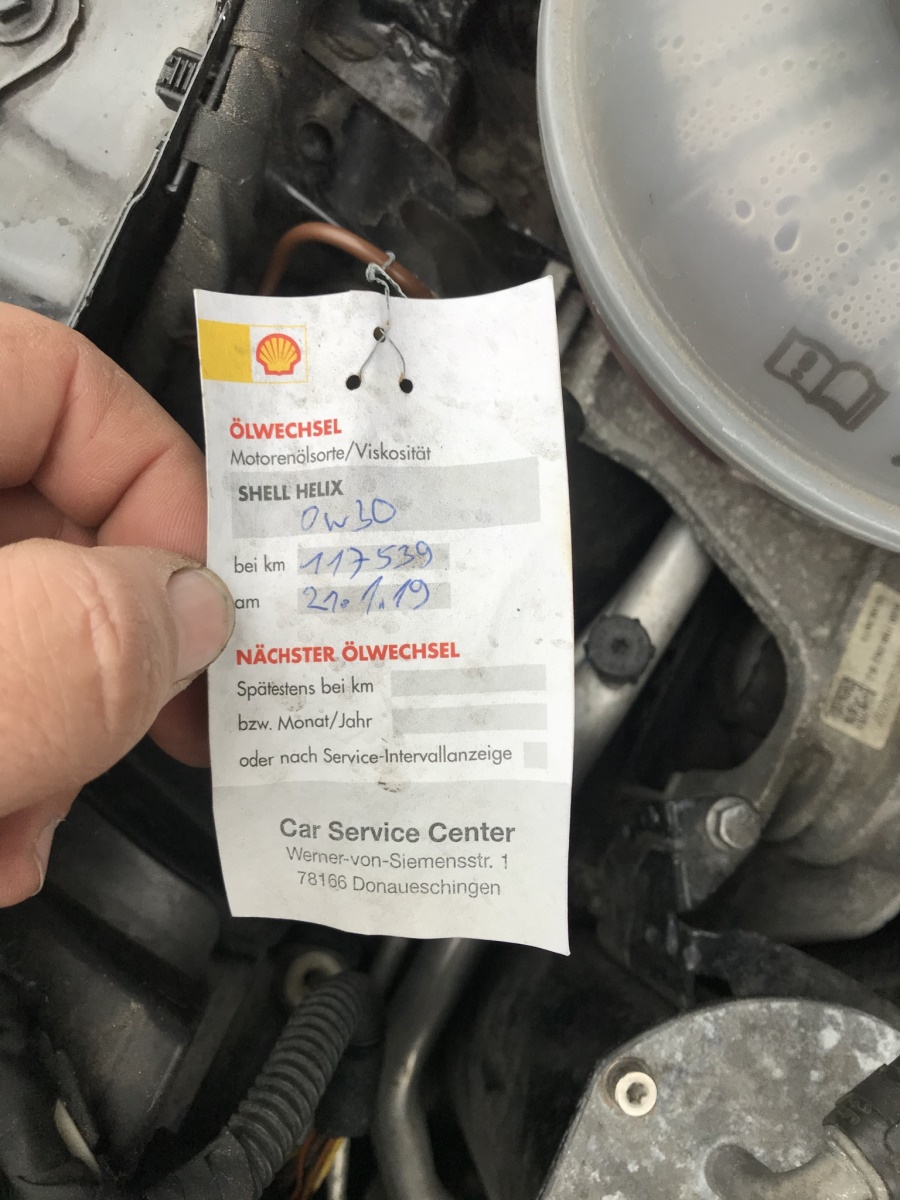 ÖLWECHSEL
Motorenölsorte/Viskosität
SHELL HELIX
0w30
bei km 117539
am 21.1.19
NÄCHSTER ÖLWECHSEL
Spätestens bei km
bzw. Monat/Jahr
oder nach Service-Intervallanzeige
Car Service Center
Werner-von-Siemensstr. 1
78166 Donaueschingen